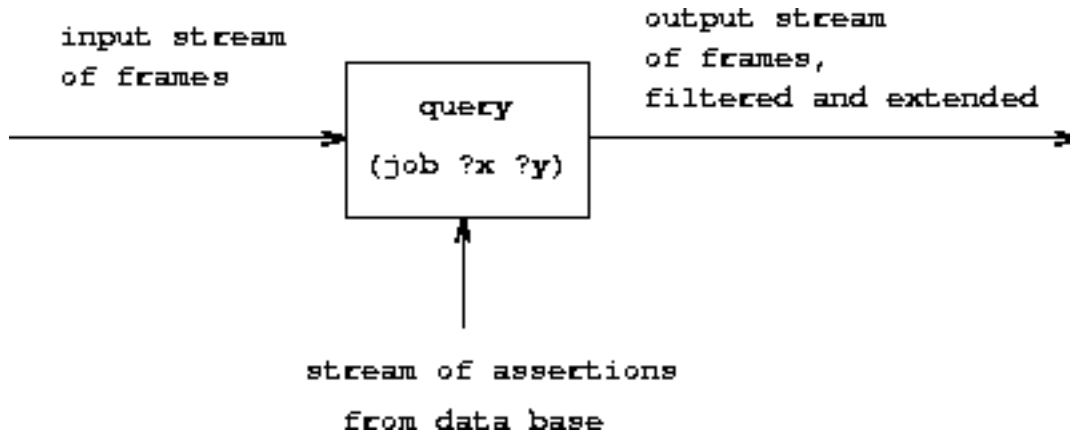 input stream
of frames
query
(job ?x ?y)
output stream
of frames,
filtered and extended
stream of assertions
from data base